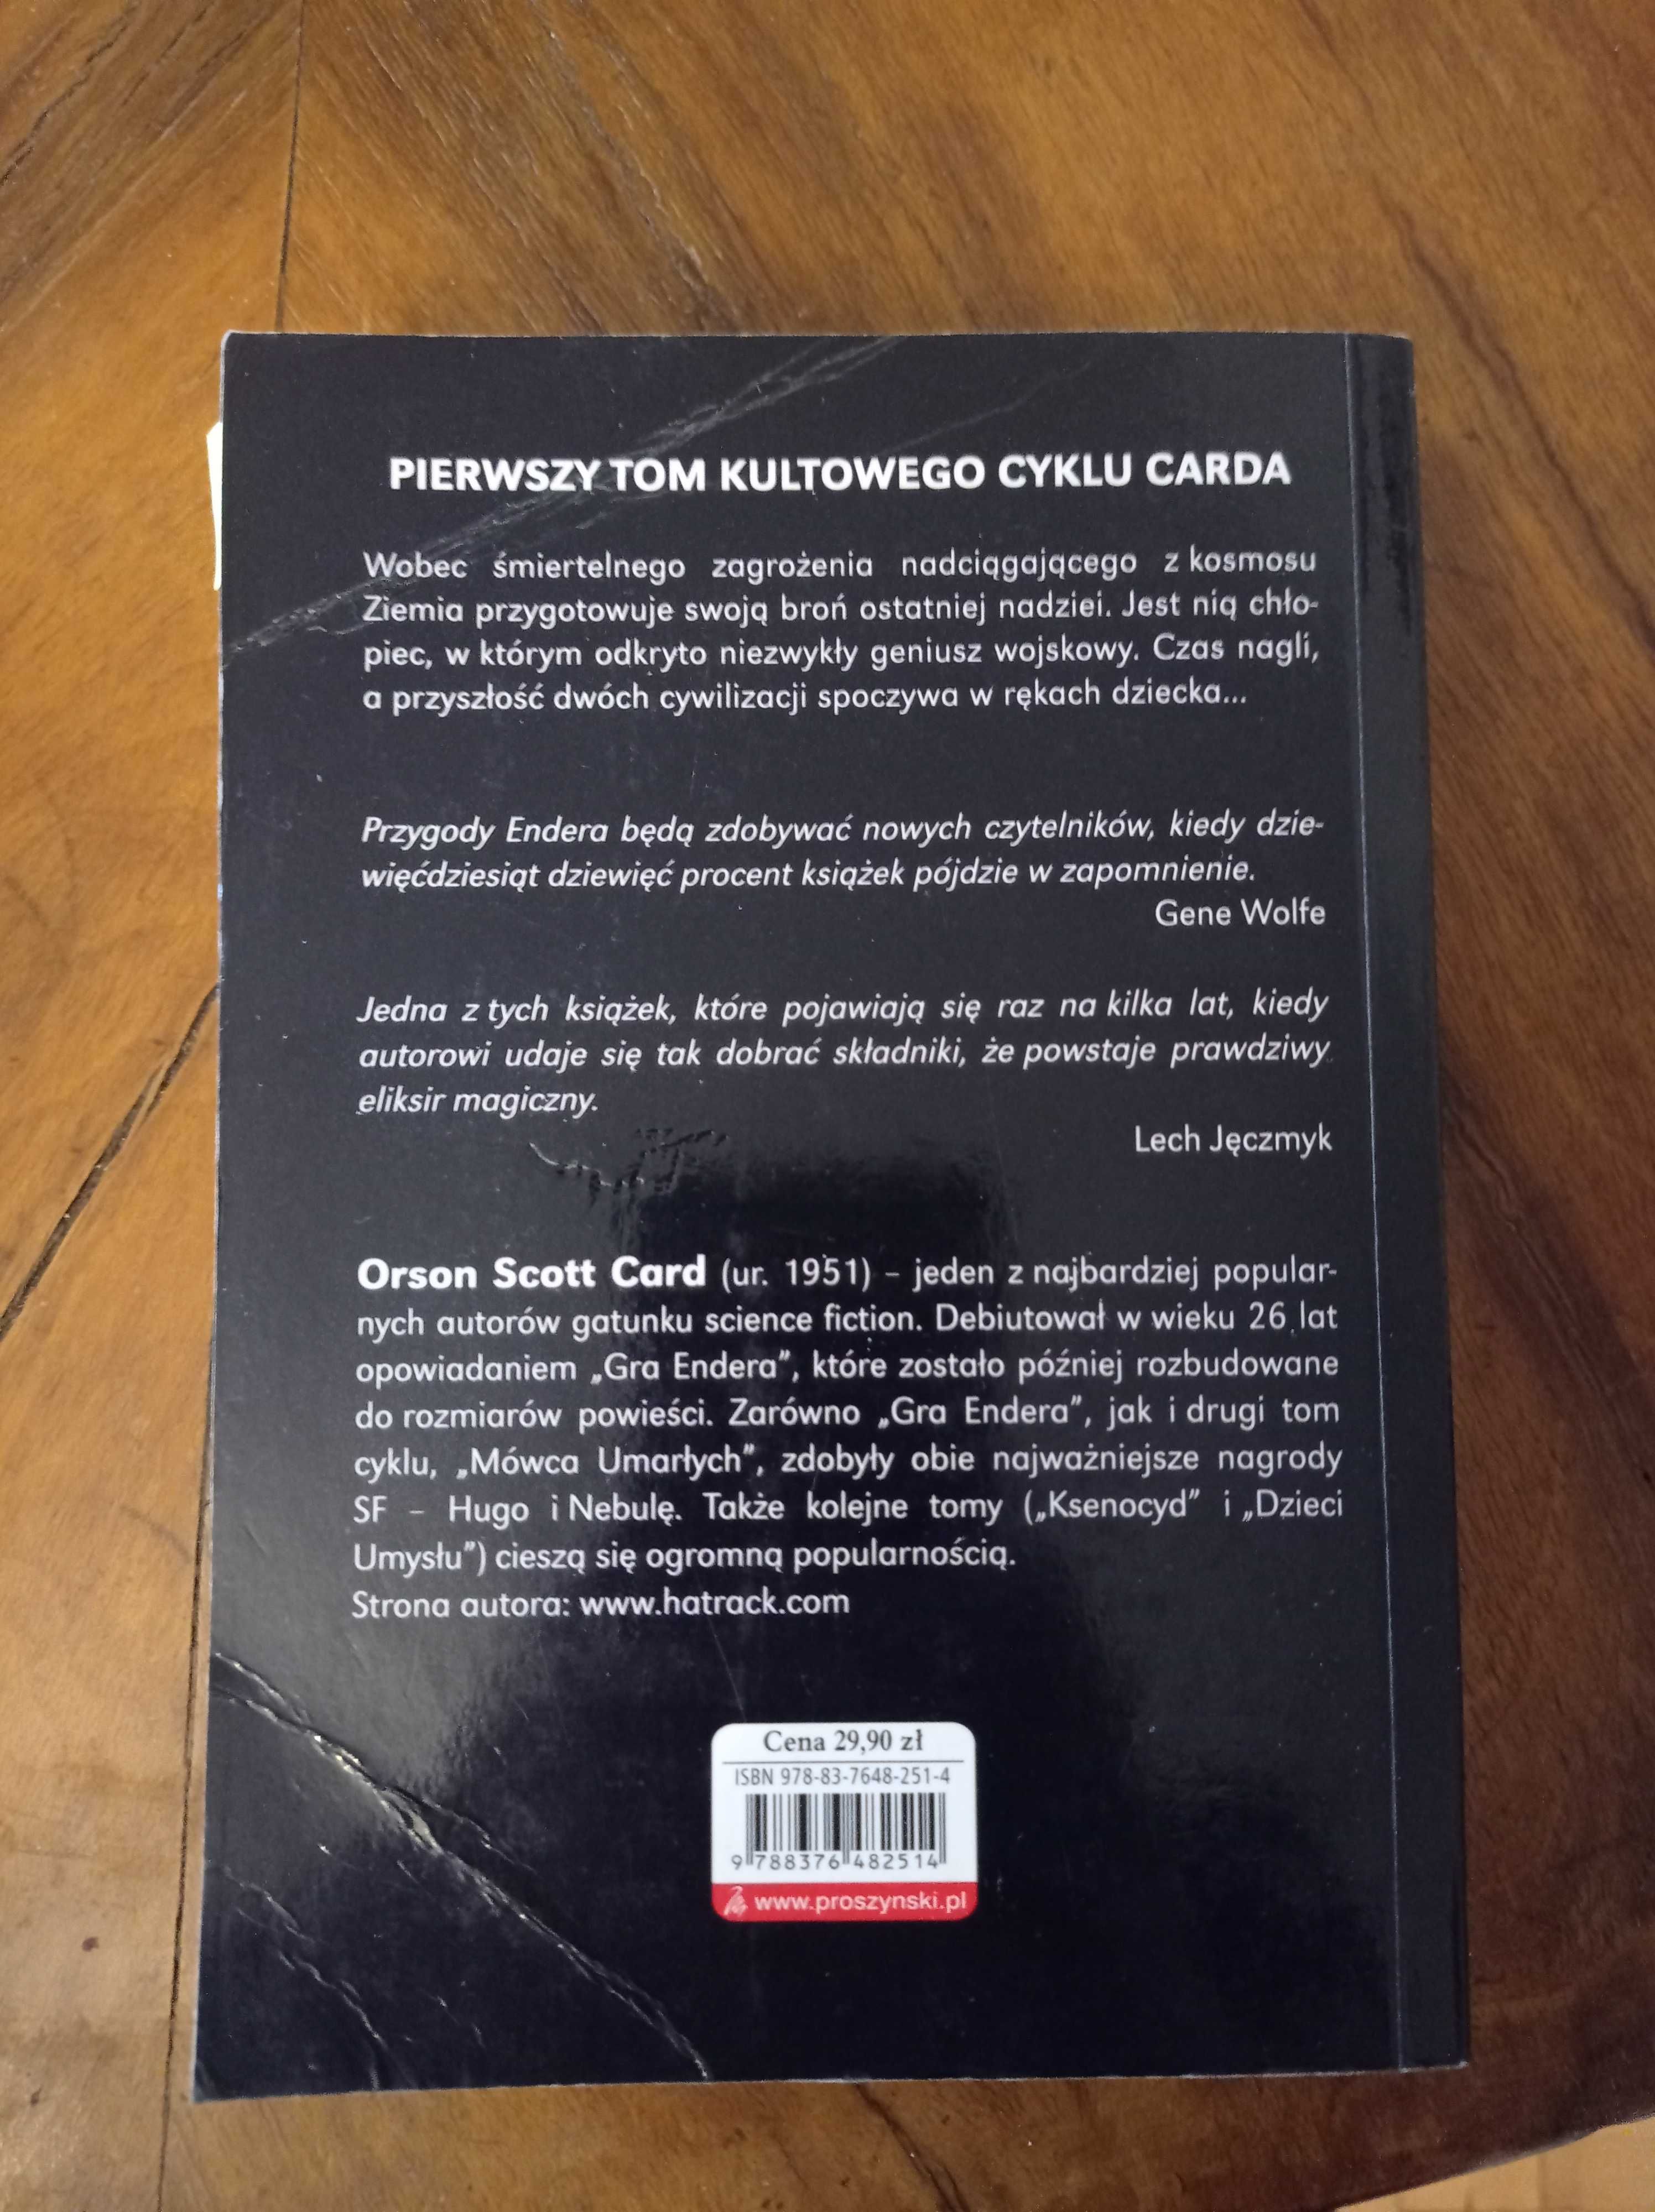 PIERWSZY TOM KULTOWEGO CYKLU CARDA
Wobec śmiertelnego zagrożenia nadciągającego z kosmosu
Ziemia przygotowuje swoją broń ostatniej nadziei. Jest nią chło-
piec, w którym odkryto niezwykły geniusz wojskowy. Czas nagli,
a przyszłość dwóch cywilizacji spoczywa w rękach dziecka...
Przygody Endera będą zdobywać nowych czytelników, kiedy dzie-
więćdziesiąt dziewięć procent książek pójdzie w zapomnienie.
Gene Wolfe
Jedna z tych książek, które pojawiają się raz na kilka lat, kiedy
autorowi udaje się tak dobrać składniki, że powstaje prawdziwy
eliksir magiczny.
Lech Jęczmyk
Orson Scott Card (ur. 1951) – jeden z najbardziej popular-
nych autorów gatunku science fiction. Debiutował w wieku 26 lat
opowiadaniem „Gra Endera”, które zostało później rozbudowane
do rozmiarów powieści. Zarówno „Gra Endera”, jak i drugi tom
cyklu, „Mówca Umarłych”, zdobyły obie najważniejsze nagrody
SF – Hugo i Nebulę. Także kolejne tomy („Ksenocyd” i „Dzieci
Umysłu”) cieszą się ogromną popularnością.
Strona autora: www.hatrack.com
Cena 29,90 zł
ISBN 978-83-7648-251-4
9 788376 482514
www.proszynski.pl